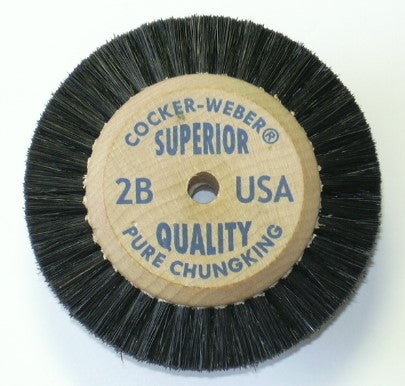 COCKER-WEBER®
SUPERIOR
2B USA
QUALITY
PURE CHUNGKING